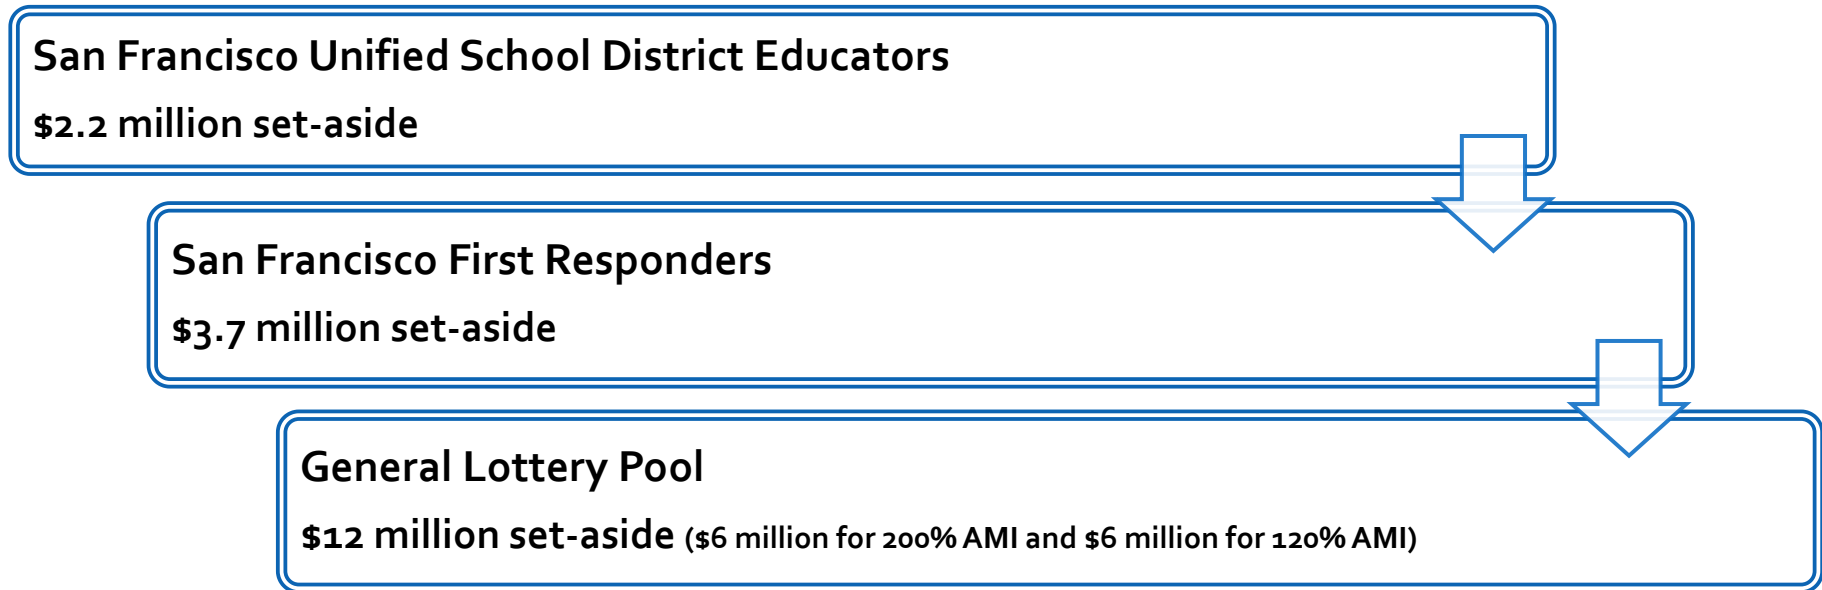 San Francisco Unified School District Educators
$2.2 million set-aside
San Francisco First Responders
$3.7 million set-aside
General Lottery Pool
$12 million set-aside ($6 million for 200% AMI and $6 million for 120% AMI)